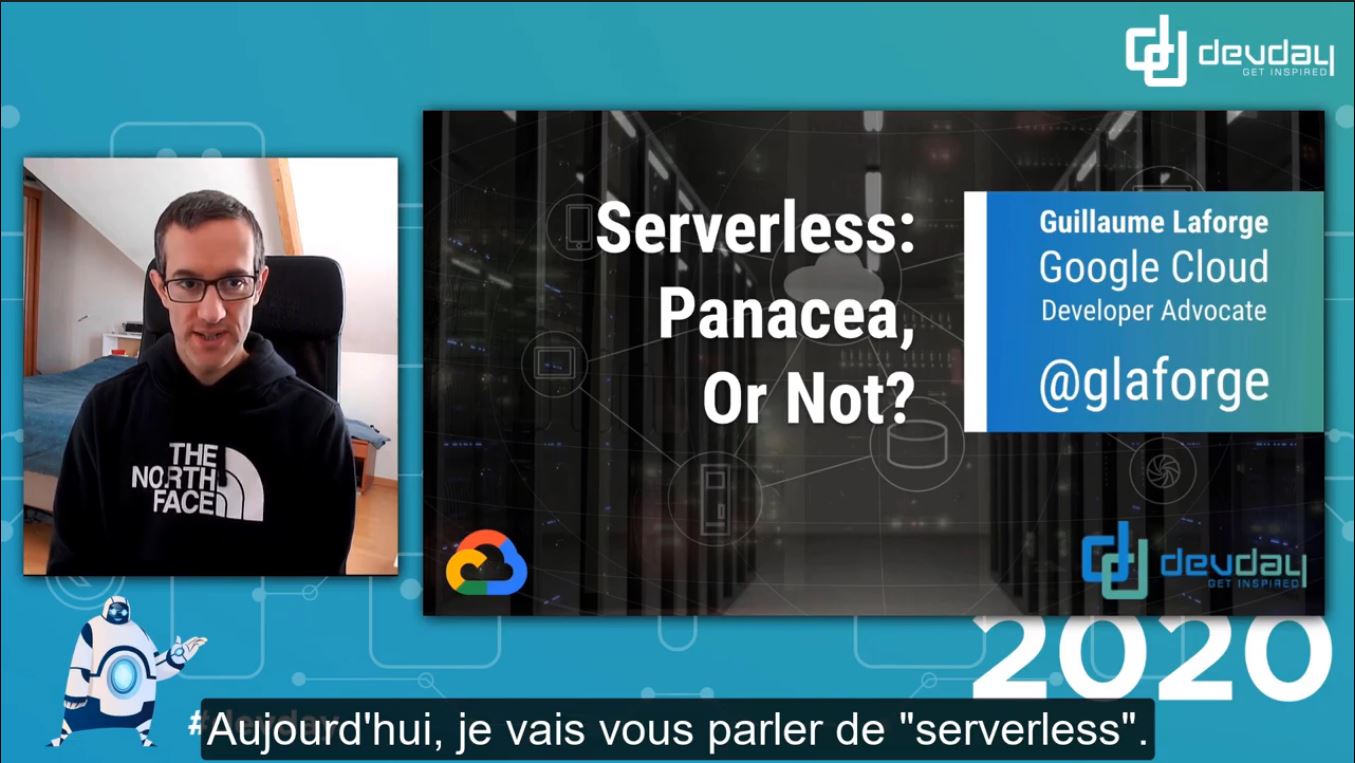 devday
GET INSPIRED
Serverless:
Panacea,
Or Not?
Guillaume Laforge
Google Cloud
Developer Advocate
@glaforge
THE
NORTH
FACE
devday
GET INSPIRED
2020
#devday
Aujourd'hui, je vais vous parler de "serverless".